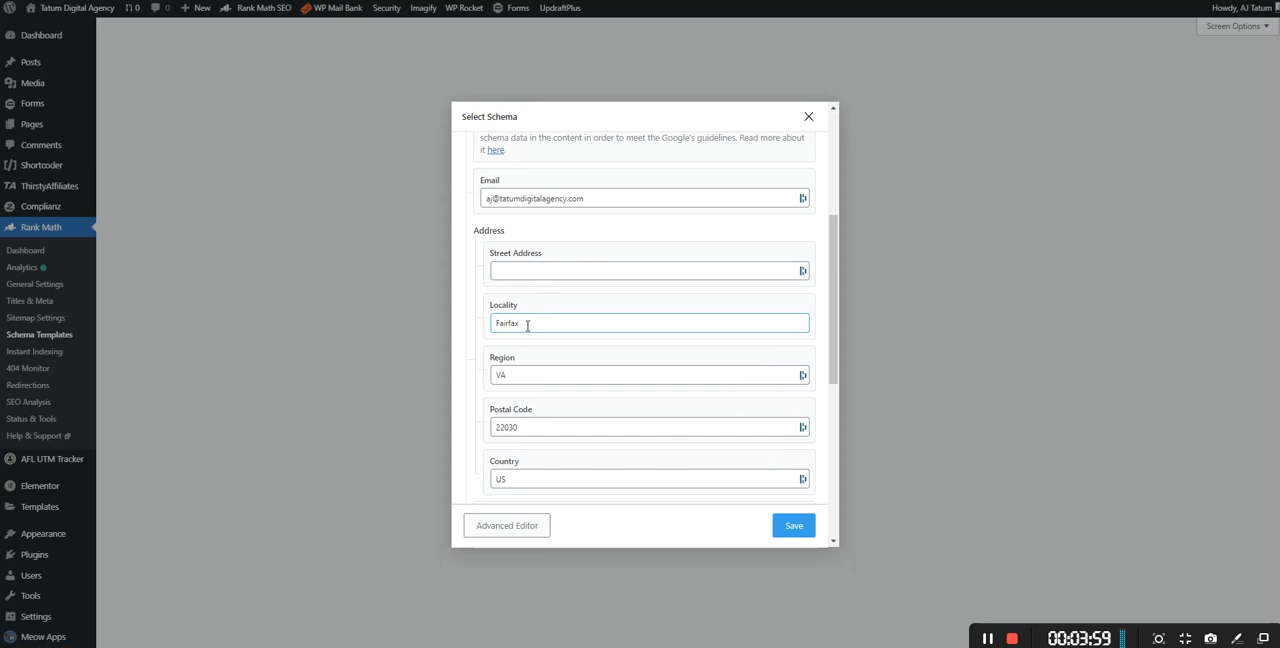 Tatum Digital Agency
0
0
New
Rank Math SEO
WP Mail Bank
Security
Imagify
WP Rocket
Forms
UpdraftPlus
Howdy, AJ Tatum
Screen Options
Dashboard
Posts
Media
Forms
Pages
Comments
Shortcoder
ThirstyAffiliates
Complianz
Rank Math
Dashboard
Analytics
General Settings
Titles & Meta
Sitemap Settings
Schema Templates
Instant Indexing
404 Monitor
Redirections
SEO Analysis
Status & Tools
Help & Support
AFL UTM Tracker
Elementor
Templates
Appearance
Plugins
Users
Tools
Settings
Meow Apps
Select Schema
schema data in the content in order to meet the Google's guidelines. Read more about
it here.
Email
aj@tatumdigitalagency.com
Address
Street Address
Locality
Fairfax
Region
VA
Postal Code
22030
Country
US
Advanced Editor
Save
00:03:59